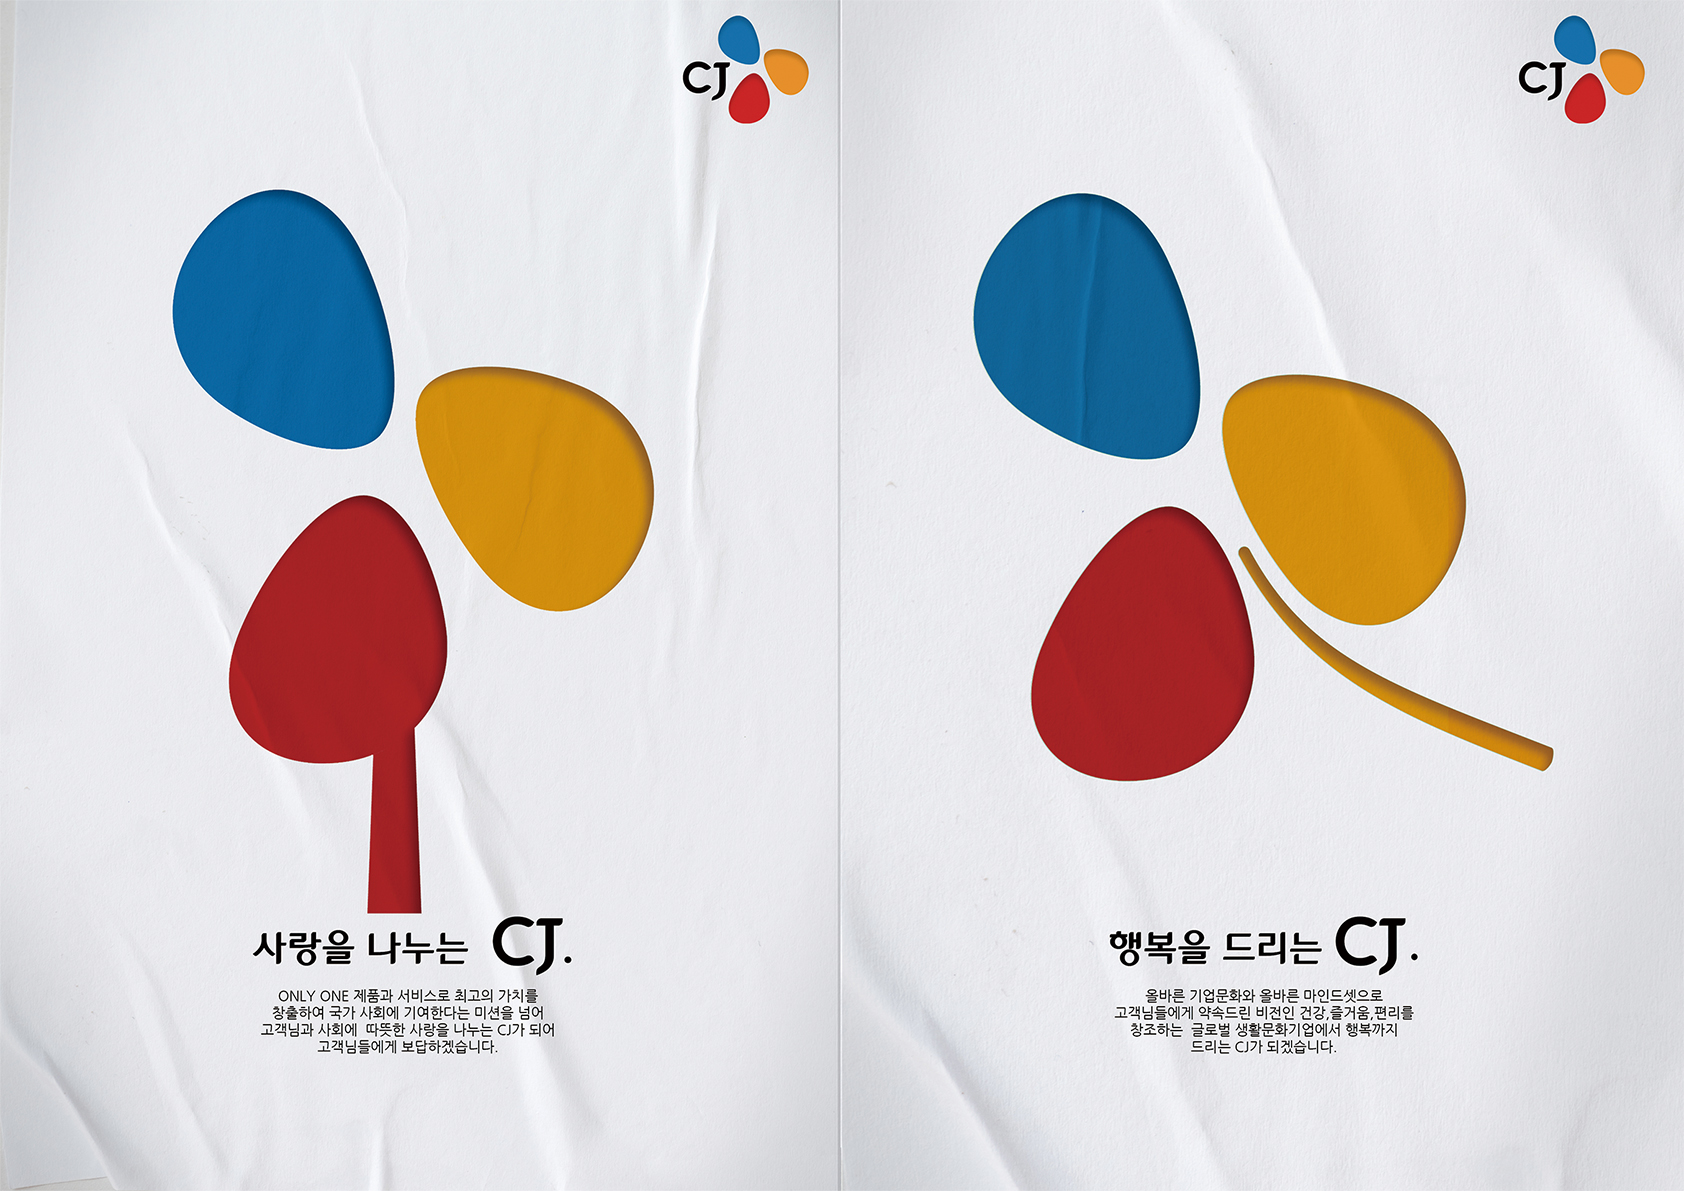 CJ
사랑을 나누는 CJ.
ONLY ONE 제품과 서비스로 최고의 가치를
창출하여 국가 사회에 기여한다는 미션을 넘어
고객님과 사회에 따뜻한 사랑을 나누는 CJ가 되어
고객님들에게 보답하겠습니다.
CJ
행복을 드리는 CJ.
올바른 기업문화와 올바른 마인드셋으로
고객님들에게 약속드린 비전인 건강,즐거움,편리를
창조하는 글로벌 생활문화기업에서 행복까지
드리는 CJ가 되겠습니다.